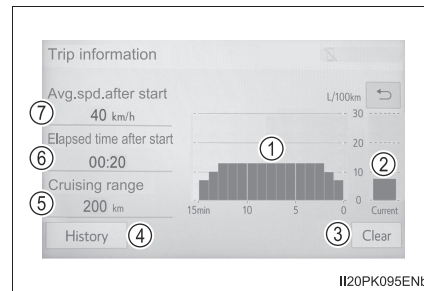 Trip information
Avg.spd.after start
⑦
40 km/h
Elapsed time after start
⑥
00:20
Cruising range
⑤
200 km
History
④
L/100km
30
20
10
0
①
②
15min 10 5 0
Current
③
Clear
II20PK095ENb